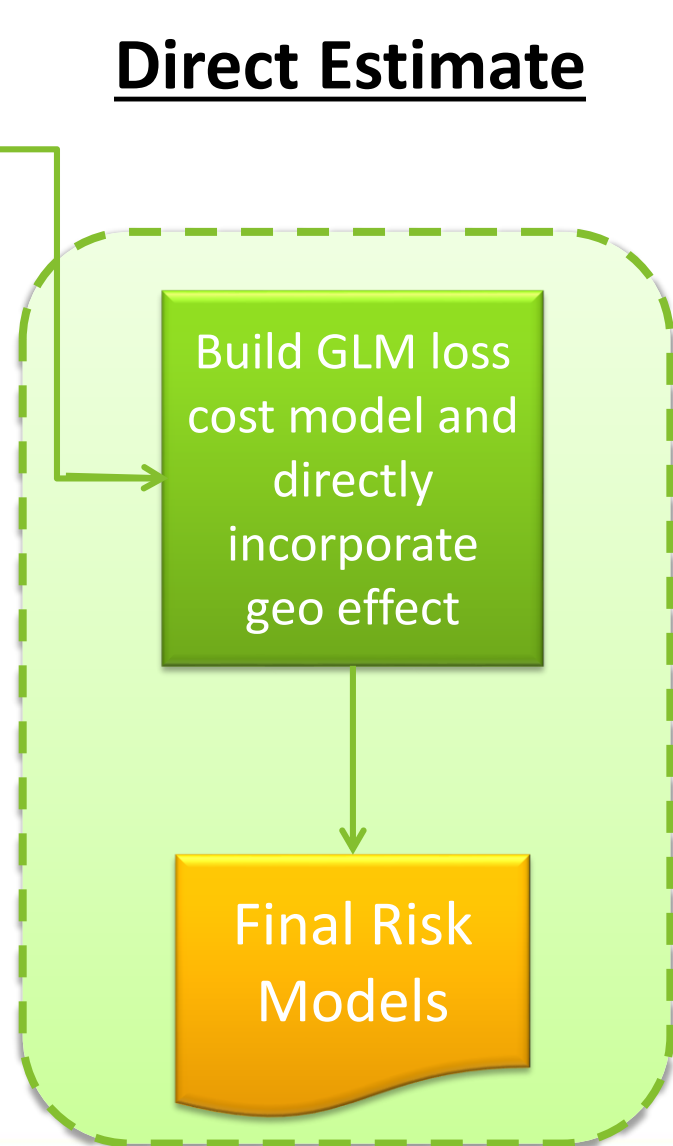 Direct Estimate
Build GLM loss
cost model and
directly
incorporate
geo effect
Final Risk
Models